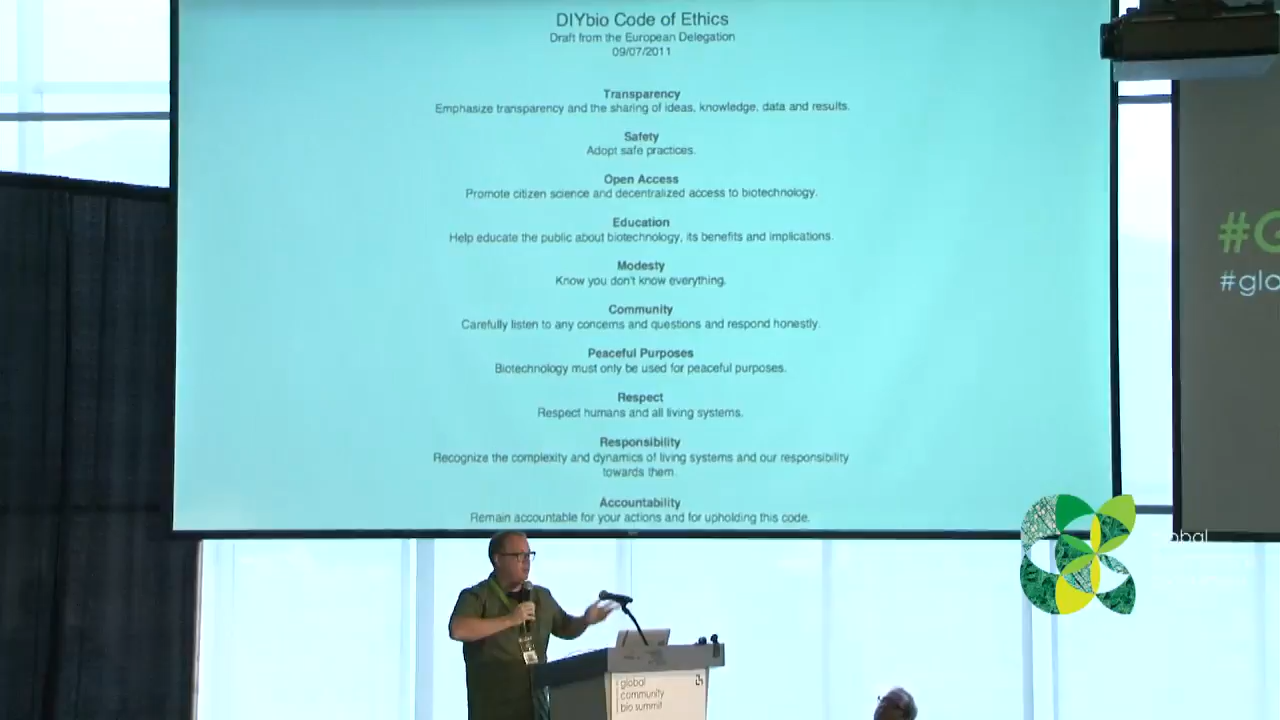 DIYbio Code of Ethics
Draft from the European Delegation
09/07/2011
Transparency
Emphasize transparency and the sharing of ideas, knowledge, data and results.
Safety
Adopt safe practices.
Open Access
Promote citizen science and decentralized access to biotechnology.
Education
Help educate the public about biotechnology, its benefits and implications.
Modesty
Know you don't know everything.
Community
Carefully listen to any concerns and questions and respond honestly.
Peaceful Purposes
Biotechnology must only be used for peaceful purposes.
Respect
Respect humans and all living systems.
Responsibility
Recognize the complexity and dynamics of living systems and our responsibility
towards them
Accountability
Remain accountable for your actions and for upholding this code.
#G
#glo
obal
global
community
bio summit